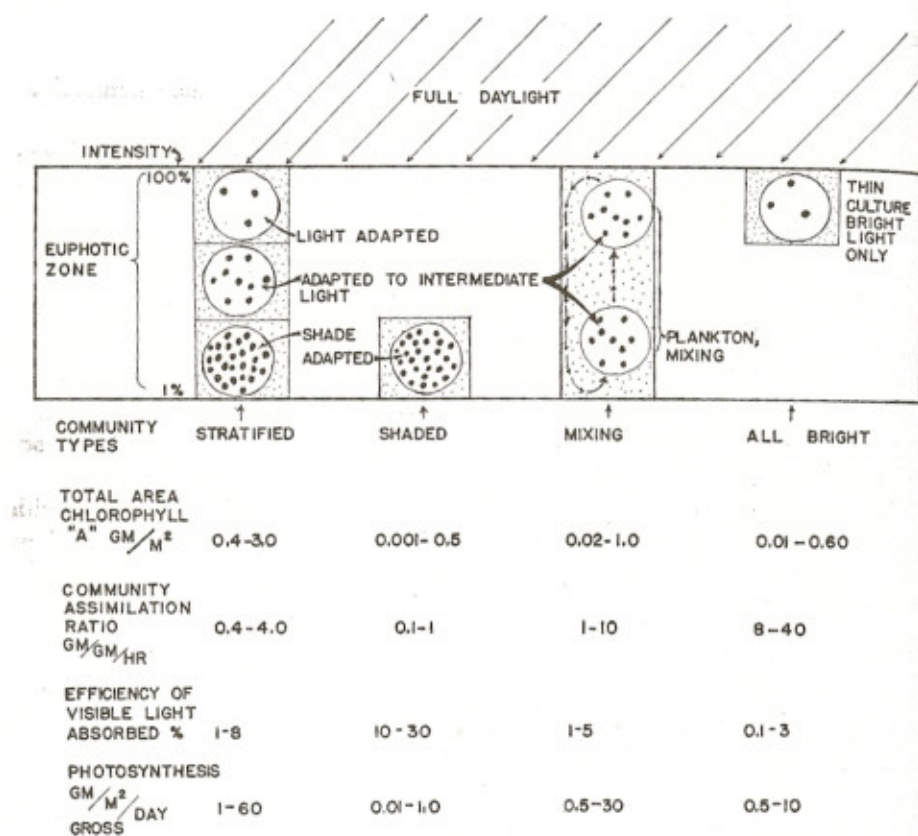 FULL DAYLIGHT
INTENSITY
100%
EUPHOTIC
ZONE
1%
LIGHT ADAPTED
ADAPTED TO INTERMEDIATE
LIGHT
SHADE
ADAPTED
PLANKTON,
MIXING
THIN
CULTURE
BRIGHT
LIGHT
ONLY
COMMUNITY
TYPES
STRATIFIED
SHADED
MIXING
ALL BRIGHT
TOTAL AREA
CHLOROPHYLL
"A" GM/M²
0.4-3.0
0.001-0.5
0.02-1.0
0.01-0.60
COMMUNITY
ASSIMILATION
RATIO
GM/GM/HR
0.4-4.0
0.1-1
1-10
8-40
EFFICIENCY OF
VISIBLE LIGHT
ABSORBED %
1-8
10-30
1-5
0.1-3
PHOTOSYNTHESIS
GM/M²/DAY
GROSS
1-60
0.01-1.0
0.5-30
0.5-10